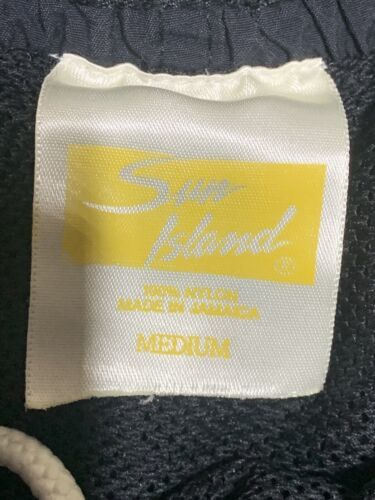 Sun
Island ®
100% NYLON
MADE IN JAMAICA
MEDIUM